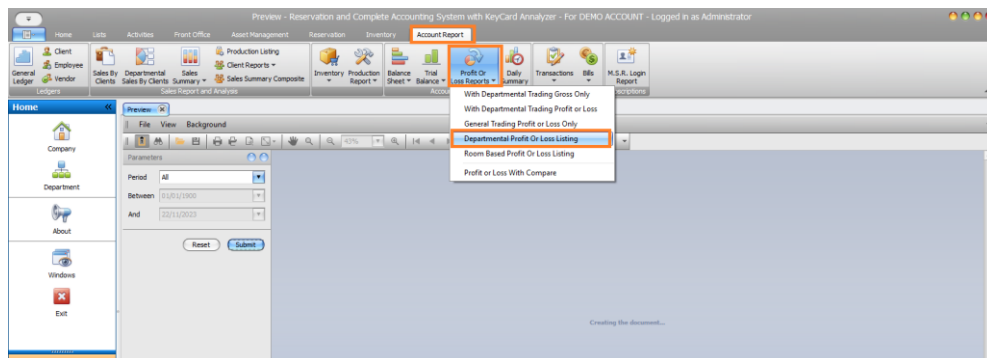 Preview - Reservation and Complete Accounting System with KeyCard Annalyzer - For DEMO ACCOUNT - Logged in as Administrator
Home Lists Activities Front Office Asset Management Reservation Inventory Account Report
General Ledger
Client
Employee
Vendor
Ledgers
Sales By Clients
Departmental Sales By Clients
Sales Summary
Production Listing
Client Reports
Sales Summary Composite
Sales Report and Analysis
Inventory
Production Report
Balance Sheet
Trial Balance
Profit Or Loss Reports
Daily Summary
Transactions
Bills
M.S.R. Login Report
With Departmental Trading Gross Only
With Departmental Trading Profit or Loss
General Trading Profit or Loss Only
Departmental Profit Or Loss Listing
Room Based Profit Or Loss Listing
Profit or Loss With Compare
Home
Company
Department
About
Windows
Exit
Preview
File View Background
43%
Parameters
Period All
Between 01/01/1900
And 22/11/2023
Reset Submit
Creating the document...